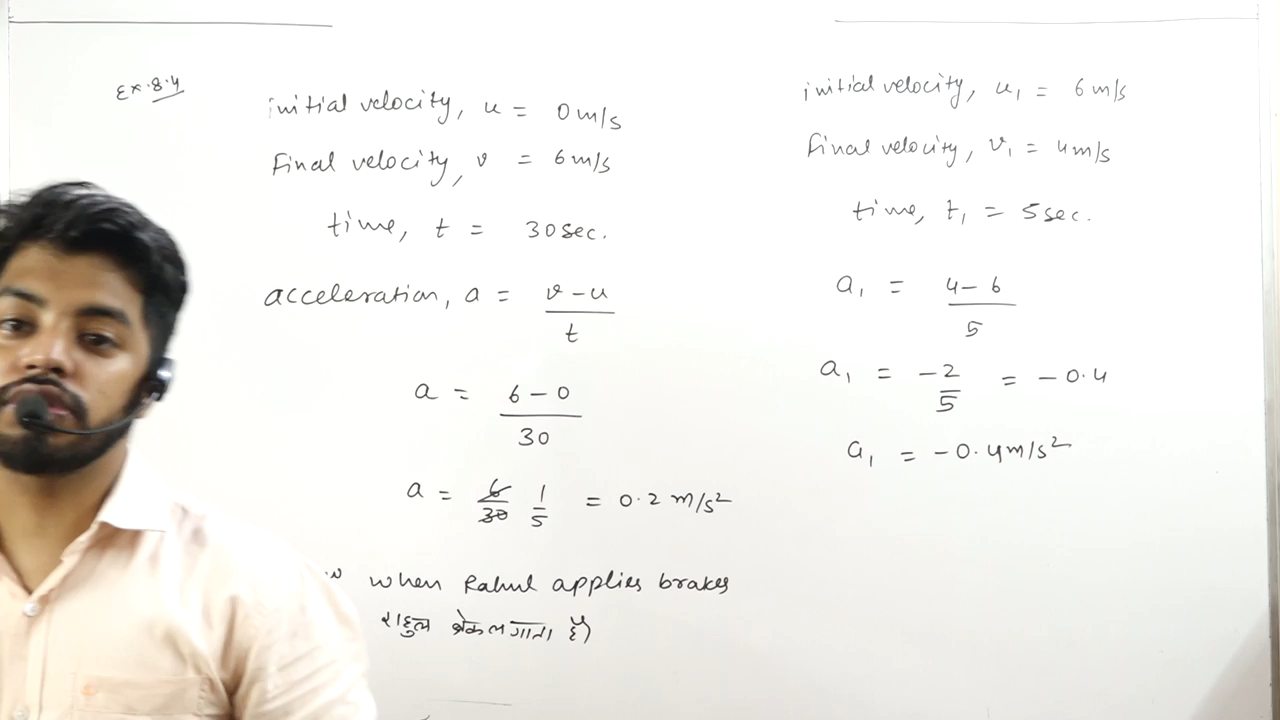 Ex.8.4
initial velocity, u = 0 m/s
Final velocity, v = 6 m/s
time, t = 30 sec.
acceleration, a = v - u / t
a = 6 - 0 / 30
a = 6/30 1/5 = 0.2 m/s²
when Rahul applies brakes
राहुल ब्रेक लगाता है
initial velocity, u₁ = 6 m/s
Final velocity, v₁ = 4 m/s
time, t₁ = 5 sec.
a₁ = 4 - 6 / 5
a₁ = -2/5 = -0.4
a₁ = -0.4 m/s²